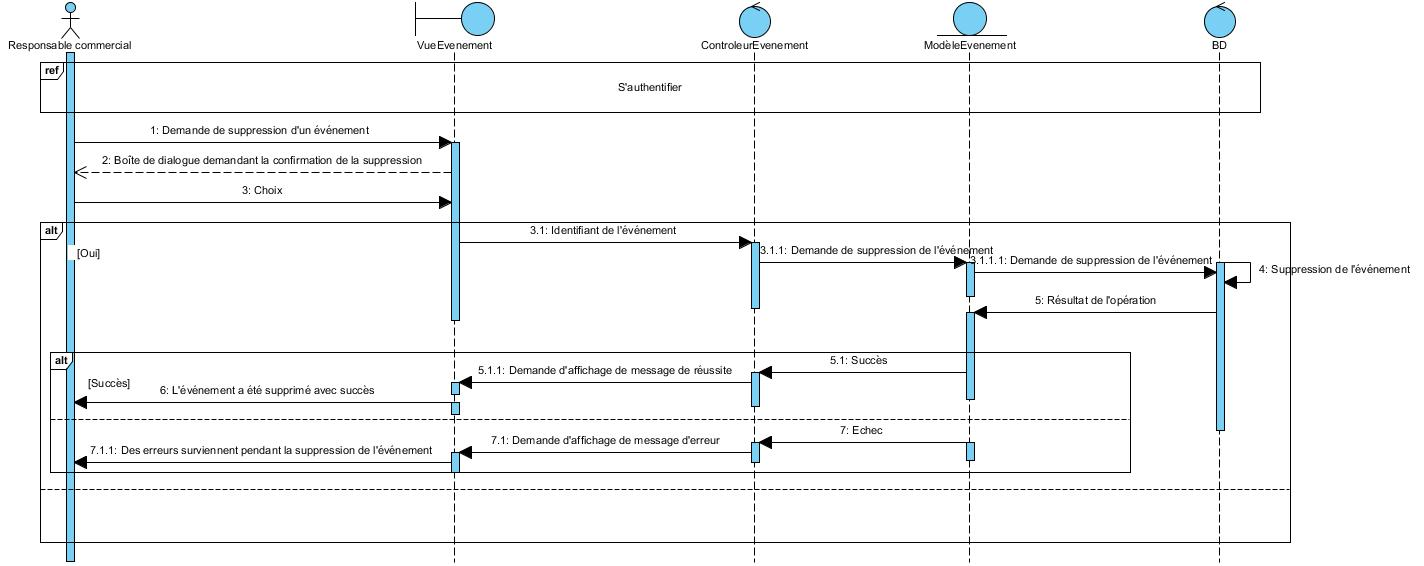 Responsable commercial
VueEvenement
ControleurEvenement
ModèleEvenement
BD
ref
S'authentifier
1: Demande de suppression d'un événement
2: Boîte de dialogue demandant la confirmation de la suppression
3: Choix
alt
[Oui]
3.1: Identifiant de l'événement
3.1.1: Demande de suppression de l'événement
3.1.1.1: Demande de suppression de l'événement
4: Suppression de l'événement
5: Résultat de l'opération
alt
[Succès]
5.1: Succès
5.1.1: Demande d'affichage de message de réussite
6: L'événement a été supprimé avec succès
7: Echec
7.1: Demande d'affichage de message d'erreur
7.1.1: Des erreurs surviennent pendant la suppression de l'événement